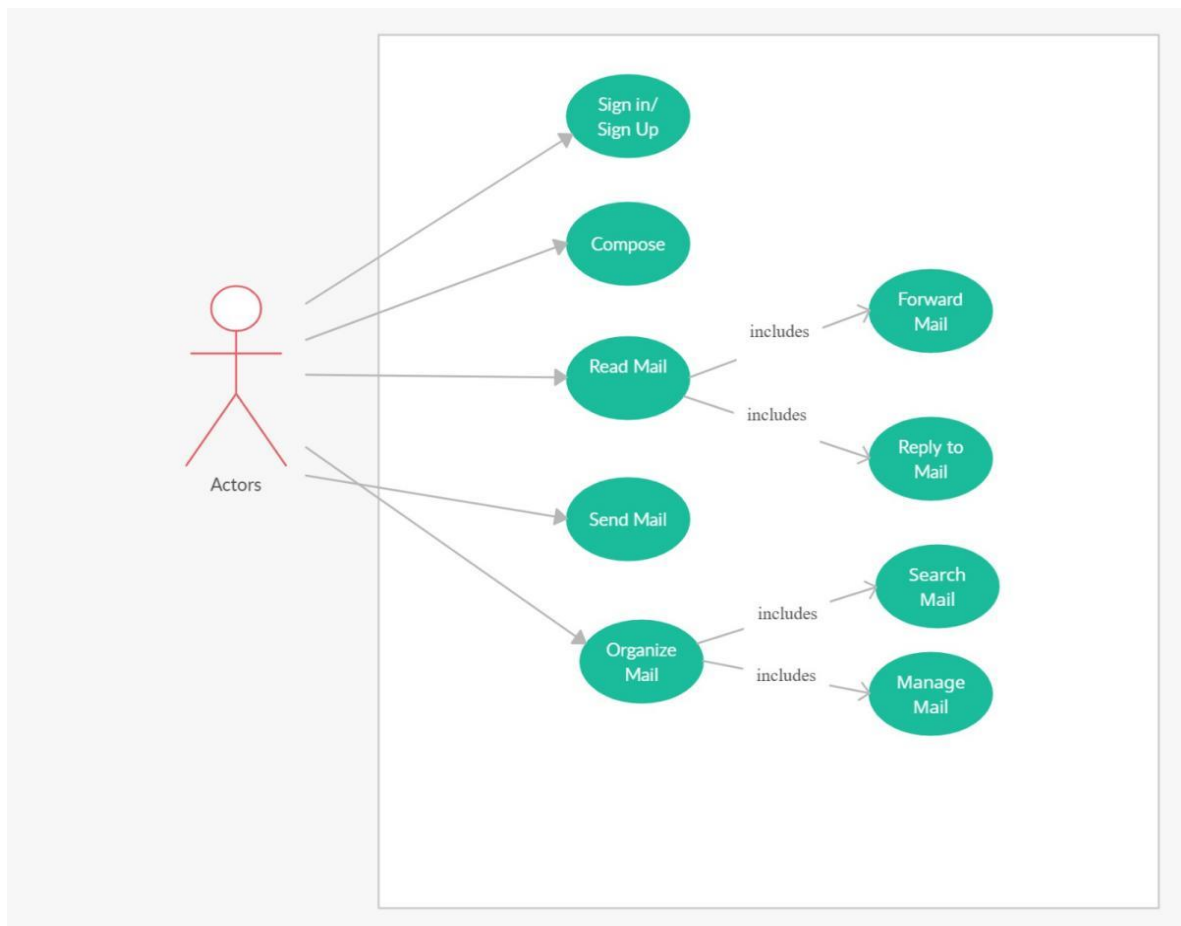 Sign in/
Sign Up
Compose
Forward
Mail
includes
Read Mail
includes
Reply to
Mail
Actors
Send Mail
Search
Mail
includes
Organize
Mail
includes
Manage
Mail